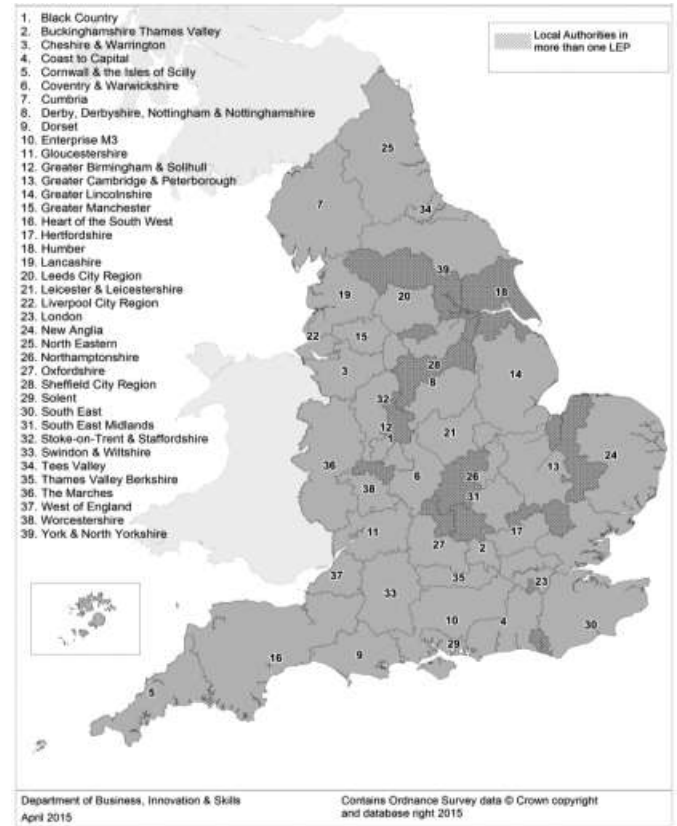 1. Black Country
2. Buckinghamshire Thames Valley
3. Cheshire & Warrington
4. Coast to Capital
5. Cornwall & the Isles of Scilly
6. Coventry & Warwickshire
7. Cumbria
8. Derby, Derbyshire, Nottingham & Nottinghamshire
9. Dorset
10. Enterprise M3
11. Gloucestershire
12. Greater Birmingham & Solihull
13. Greater Cambridge & Peterborough
14. Greater Lincolnshire
15. Greater Manchester
16. Heart of the South West
17. Hertfordshire
18. Humber
19. Lancashire
20. Leeds City Region
21. Leicester & Leicestershire
22. Liverpool City Region
23. London
24. New Anglia
25. North Eastern
26. Northamptonshire
27. Oxfordshire
28. Sheffield City Region
29. Solent
30. South East
31. South East Midlands
32. Stoke-on-Trent & Staffordshire
33. Swindon & Wiltshire
34. Tees Valley
35. Thames Valley Berkshire
36. The Marches
37. West of England
38. Worcestershire
39. York & North Yorkshire
Local Authorities in
more than one LEP
25
7
34
39
18
19
20
22
15
28
3
8
14
32
12
1
21
24
36
26
13
6
38
31
11
17
27
2
37
35
23
33
10
4
30
29
16
9
5
Department of Business, Innovation & Skills
April 2015
Contains Ordnance Survey data © Crown copyright
and database right 2015